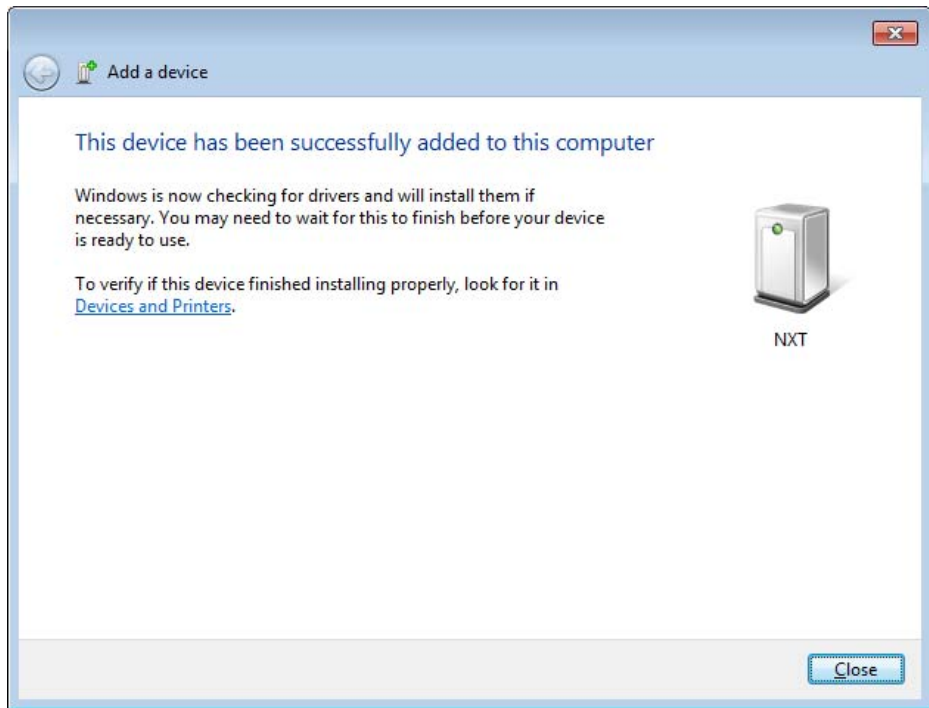 Add a device
This device has been successfully added to this computer
Windows is now checking for drivers and will install them if
necessary. You may need to wait for this to finish before your device
is ready to use.
To verify if this device finished installing properly, look for it in
Devices and Printers.
NXT
Close